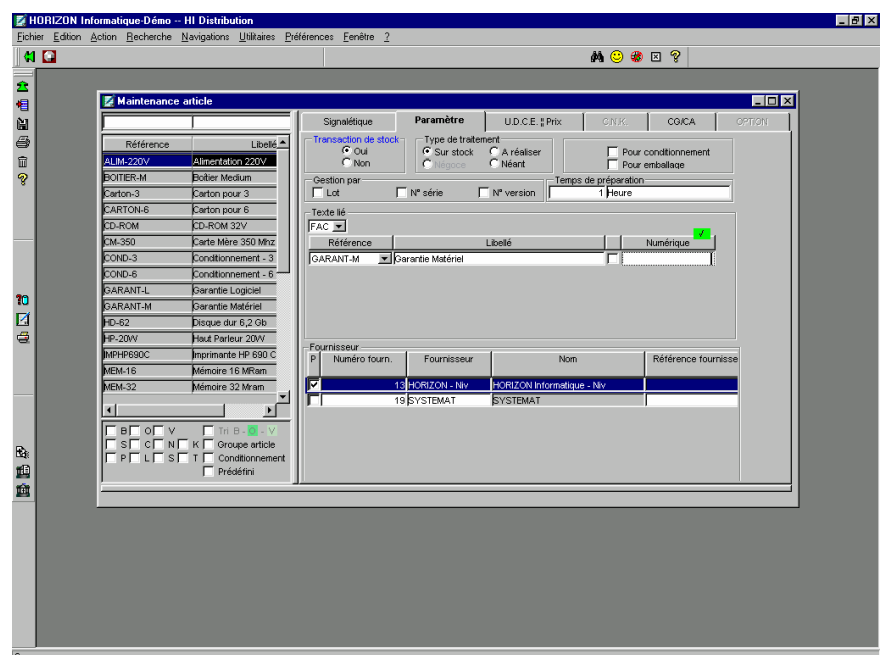 HORIZON Informatique-Démo -- HI Distribution
Fichier Edition Action Recherche Navigations Utilitaires Préférences Fenêtre ?
Maintenance article
Signalétique Paramètre U.D.C.E. ¦ Prix C.N.K. CG/CA OPTION
Référence Libellé
ALIM-220V Alimentation 220V
BOITIER-M Boîtier Medium
Carton-3 Carton pour 3
CARTON-6 Carton pour 6
CD-ROM CD-ROM 32V
CM-350 Carte Mère 350 Mhz
COND-3 Conditionnement - 3
COND-6 Conditionnement - 6
GARANT-L Garantie Logiciel
GARANT-M Garantie Matériel
HD-62 Disque dur 6,2 Gb
HP-20W Haut Parleur 20W
IMPHP690C Imprimante HP 690 C
MEM-16 Mémoire 16 MRam
MEM-32 Mémoire 32 Mram
B O V Tri B - O - V
S C N K Groupe article
P L S T Conditionnement
Prédéfini
Transaction de stock
Oui
Non
Type de traitement
Sur stock A réaliser
Négoce Néant
Pour conditionnement
Pour emballage
Gestion par
Lot N° série N° version
Temps de préparation
1 Heure
Texte lié
FAC
Référence Libellé Numérique
GARANT-M Garantie Matériel
Fournisseur
P Numéro fourn. Fournisseur Nom Référence fournisse
13 HORIZON - Niv HORIZON Informatique - Niv
19 SYSTEMAT SYSTEMAT